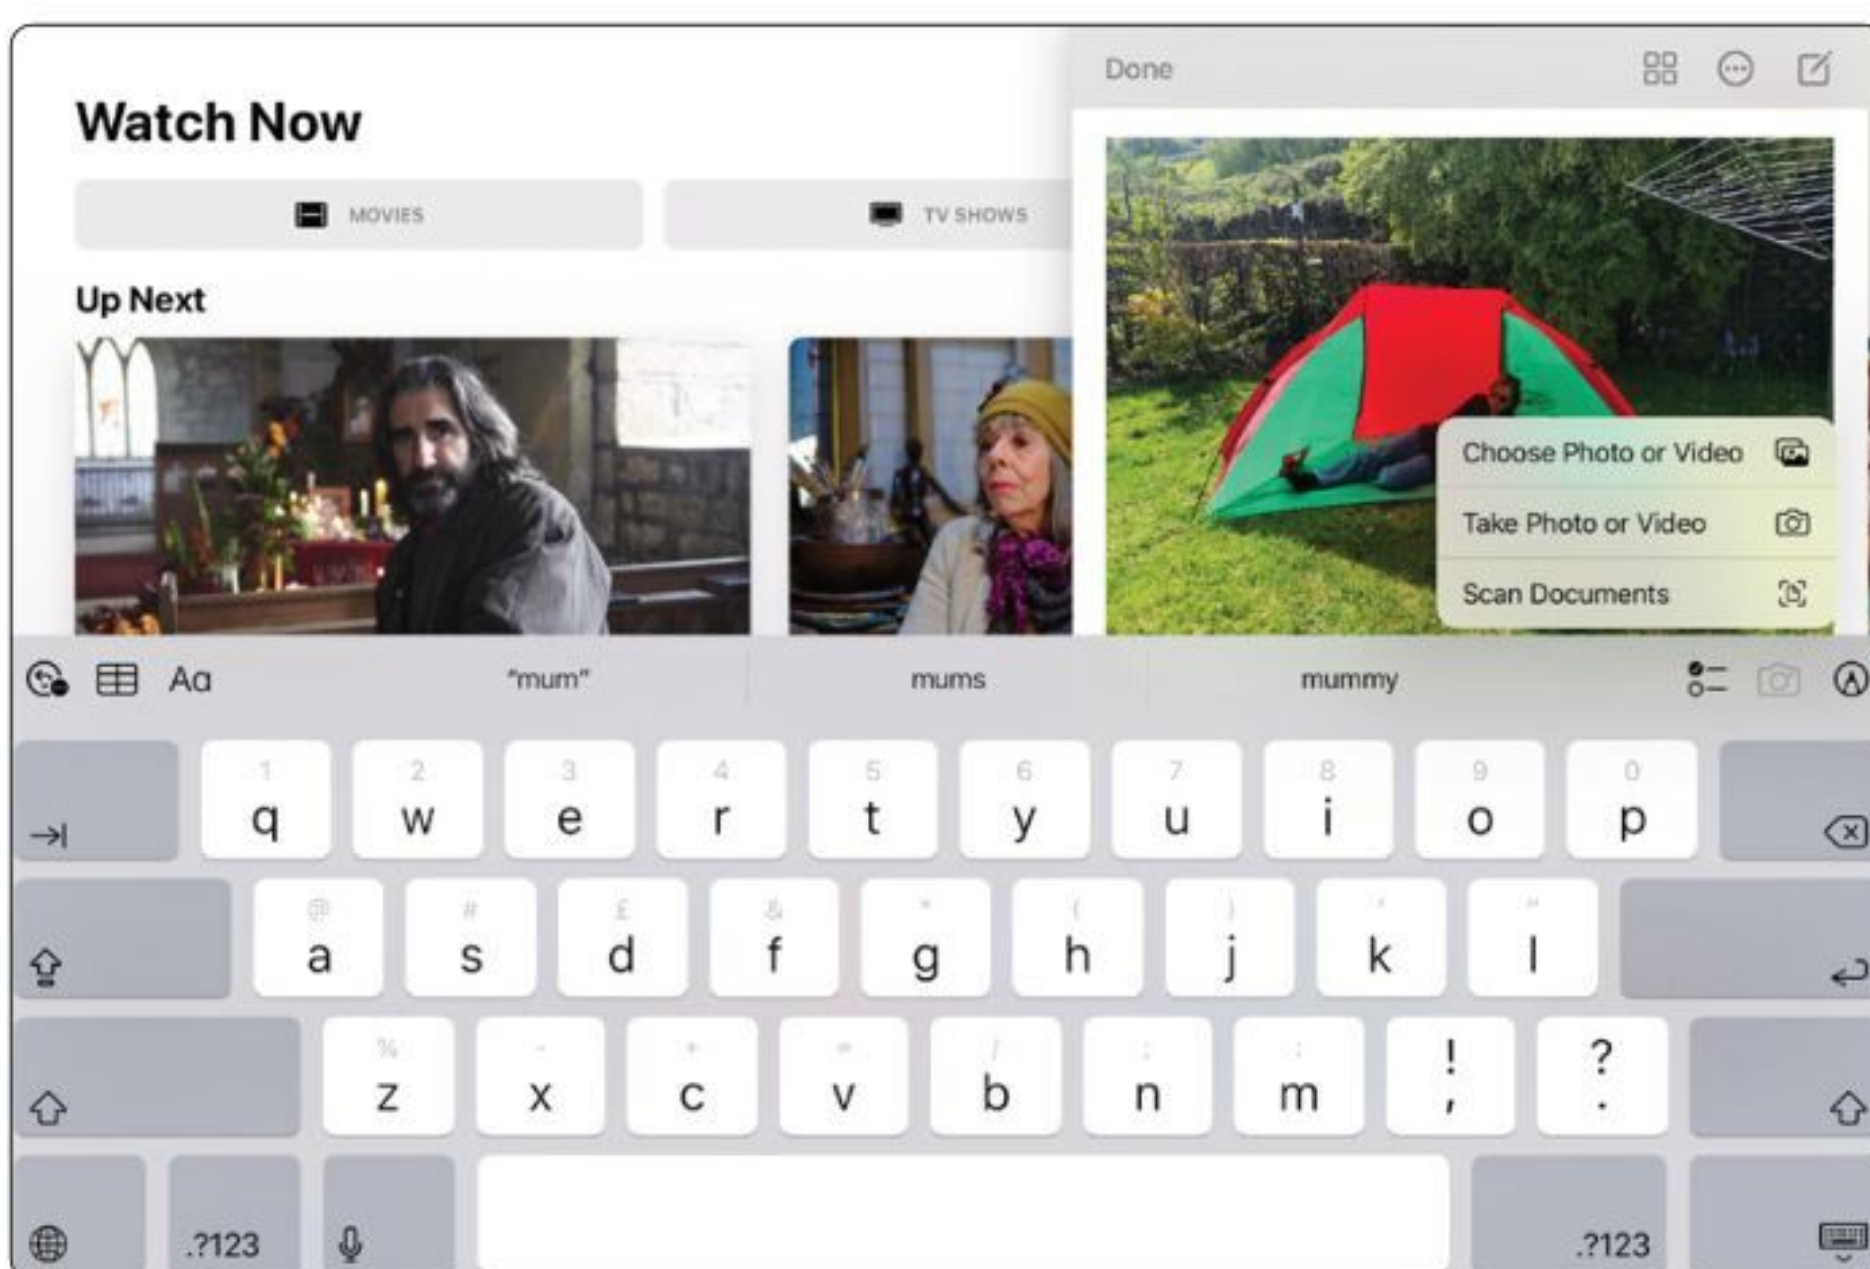 Done
Watch Now
MOVIES
TV SHOWS
Up Next
Choose Photo or Video
Take Photo or Video
Scan Documents
Aa “mum” mums mummy
1 2 3 4 5 6 7 8 9 0
q w e r t y u i o p
@ # £ & * ( ) ' "
a s d f g h j k l
% - + = / ; : ! ?
z x c v b n m , .
.?123 .?123